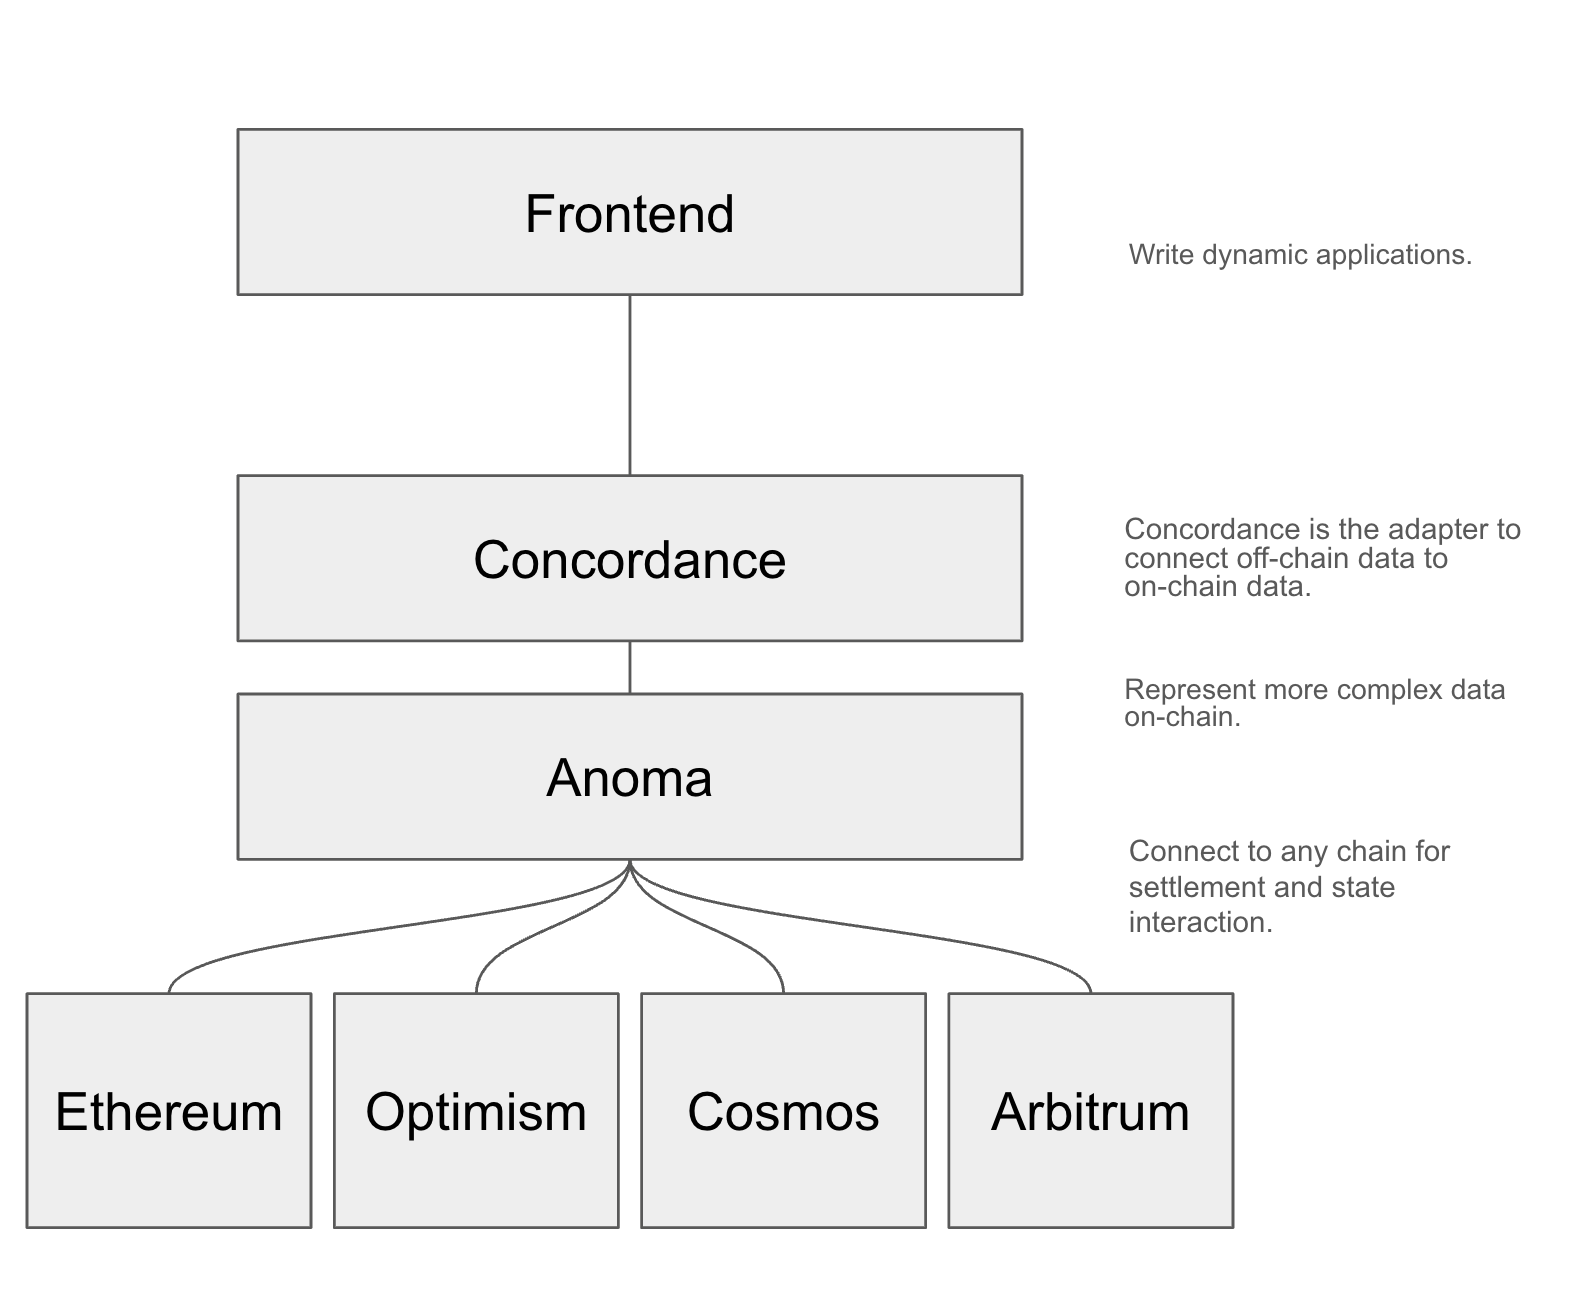 Frontend
Write dynamic applications.
Concordance
Concordance is the adapter to
connect off-chain data to
on-chain data.
Represent more complex data
on-chain.
Anoma
Connect to any chain for
settlement and state
interaction.
Ethereum
Optimism
Cosmos
Arbitrum